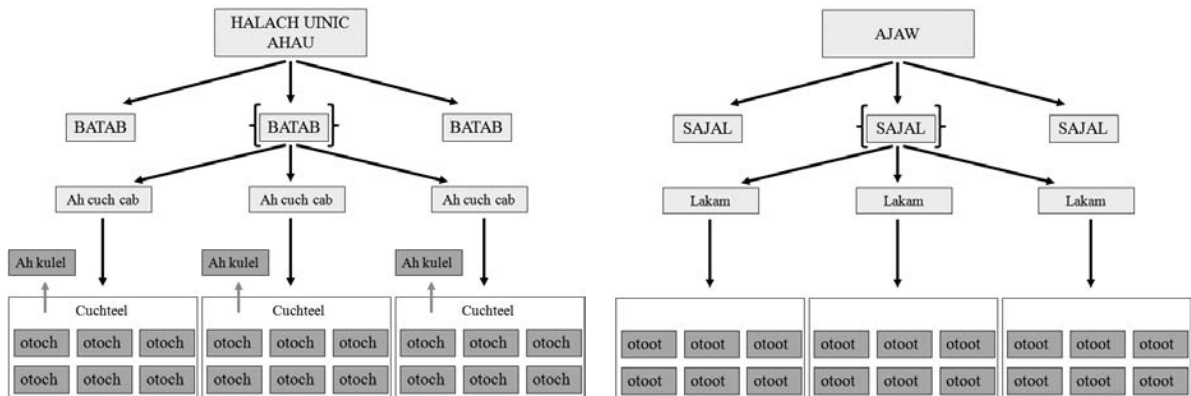 HALACH UINIC
AHAU
BATAB
BATAB
BATAB
Ah cuch cab
Ah cuch cab
Ah cuch cab
Ah kulel
Ah kulel
Ah kulel
Cuchteel
Cuchteel
Cuchteel
otoch otoch otoch
otoch otoch otoch
otoch otoch otoch
otoch otoch otoch
otoch otoch otoch
otoch otoch otoch
AJAW
SAJAL
SAJAL
SAJAL
Lakam
Lakam
Lakam
otoot otoot otoot
otoot otoot otoot
otoot otoot otoot
otoot otoot otoot
otoot otoot otoot
otoot otoot otoot